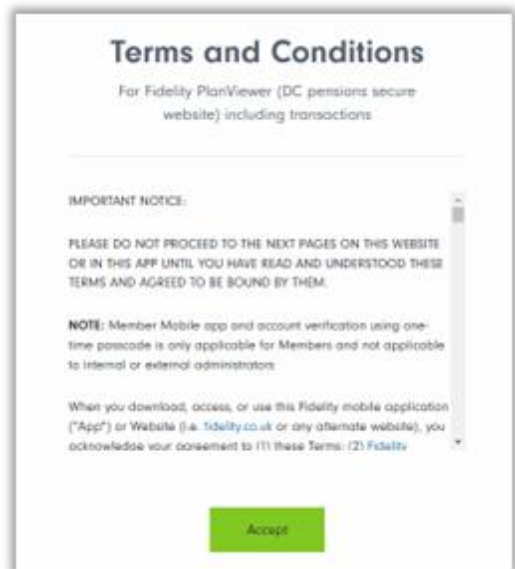 Terms and Conditions
For Fidelity PlanViewer (DC pensions secure
website) including transactions
IMPORTANT NOTICE:
PLEASE DO NOT PROCEED TO THE NEXT PAGES ON THIS WEBSITE
OR IN THIS APP UNTIL YOU HAVE READ AND UNDERSTOOD THESE
TERMS AND AGREED TO BE BOUND BY THEM.
NOTE: Member Mobile app and account verification using one-
time passcode is only applicable for Members and not applicable
to internal or external administrators
When you download, access, or use this Fidelity mobile application
("App") or Website (i.e. fidelity.co.uk or any alternate website), you
acknowledge your agreement to (1) these Terms; (2) Fidelity
Accept